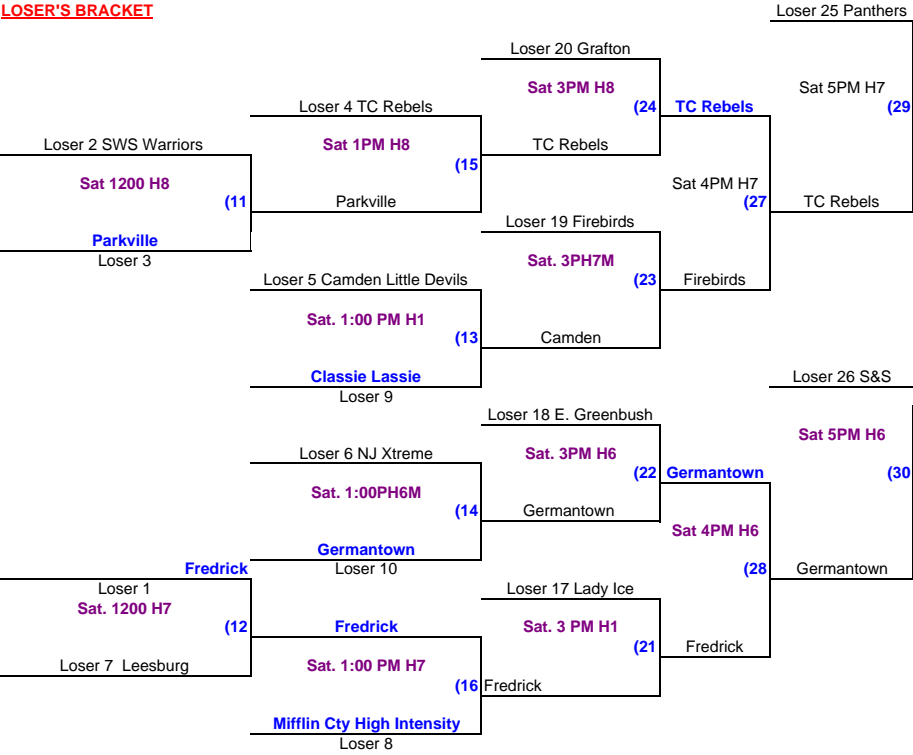 LOSER'S BRACKET
Loser 25 Panthers
Loser 20 Grafton
Sat 3PM H8
Sat 5PM H7
(24
TC Rebels
(29
Loser 4 TC Rebels
Loser 2 SWS Warriors
Sat 1PM H8
TC Rebels
(15
Sat 1200 H8
Sat 4PM H7
(11
Parkville
(27
TC Rebels
Loser 19 Firebirds
Parkville
Loser 3
Sat. 3PH7M
Loser 5 Camden Little Devils
(23
Firebirds
Sat. 1:00 PM H1
(13
Camden
Classie Lassie
Loser 9
Loser 26 S&S
Loser 18 E. Greenbush
Sat 5PM H6
Loser 6 NJ Xtreme
Sat. 3PM H6
(22
Germantown
(30
Sat. 1:00PH6M
(14
Germantown
Sat 4PM H6
Germantown
Loser 10
Fredrick
(28
Germantown
Loser 1
Loser 17 Lady Ice
Sat. 1200 H7
(12
Fredrick
Sat. 3 PM H1
(21
Fredrick
Loser 7 Leesburg
Sat. 1:00 PM H7
(16
Fredrick
Mifflin Cty High Intensity
Loser 8